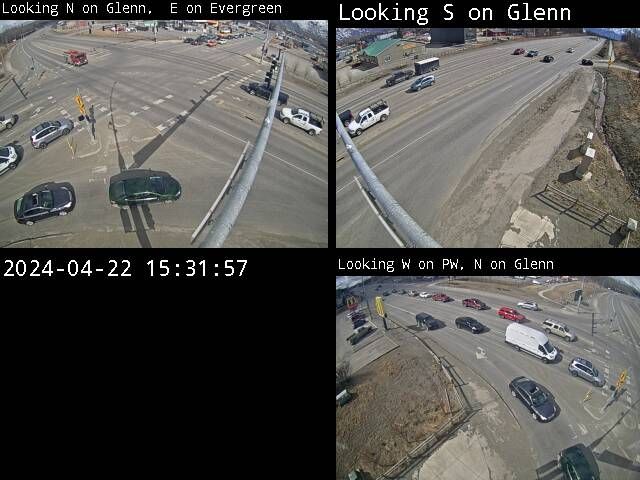 Looking N on Glenn,  E on Evergreen
Looking S on Glenn
2024-04-22 15:31:57
Looking W on PW, N on Glenn